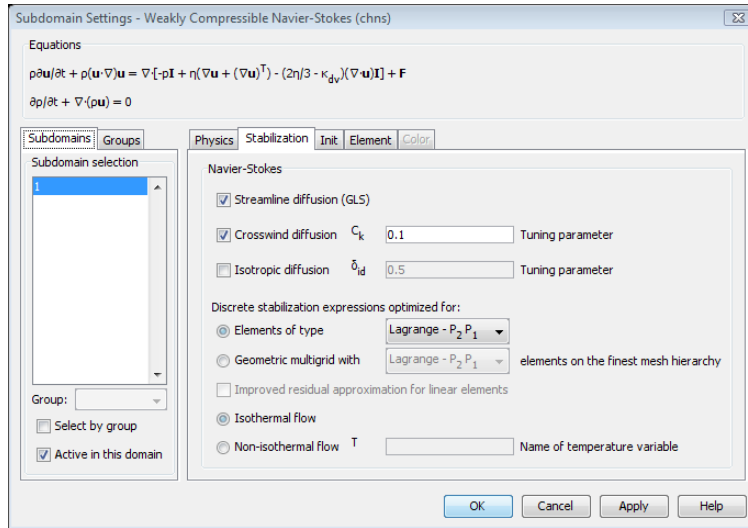 Subdomain Settings - Weakly Compressible Navier-Stokes (chns)
Equations
ρ∂u/∂t + ρ(u·∇)u = ∇·[-pI + η(∇u + (∇u)ᵀ) - (2η/3 - κ_dv)(∇·u)I] + F
∂ρ/∂t + ∇·(ρu) = 0
Subdomains Groups
Subdomain selection
1
Group:
Select by group
Active in this domain
Physics Stabilization Init Element Color
Navier-Stokes
Streamline diffusion (GLS)
Crosswind diffusion C_k 0.1 Tuning parameter
Isotropic diffusion δ_id 0.5 Tuning parameter
Discrete stabilization expressions optimized for:
Elements of type Lagrange - P₂ P₁
Geometric multigrid with Lagrange - P₂ P₁ elements on the finest mesh hierarchy
Improved residual approximation for linear elements
Isothermal flow
Non-isothermal flow T Name of temperature variable
OK Cancel Apply Help